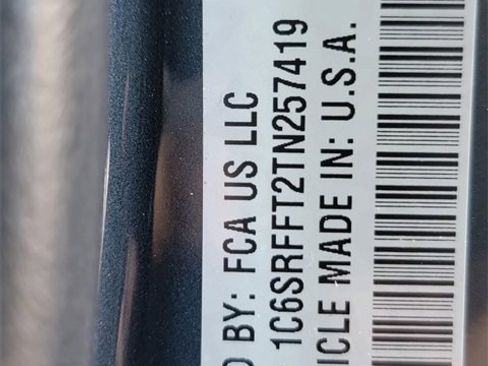 D BY: FCA US LLC
1C6SRFFT2TN257419
ICLE MADE IN: U.S.A.